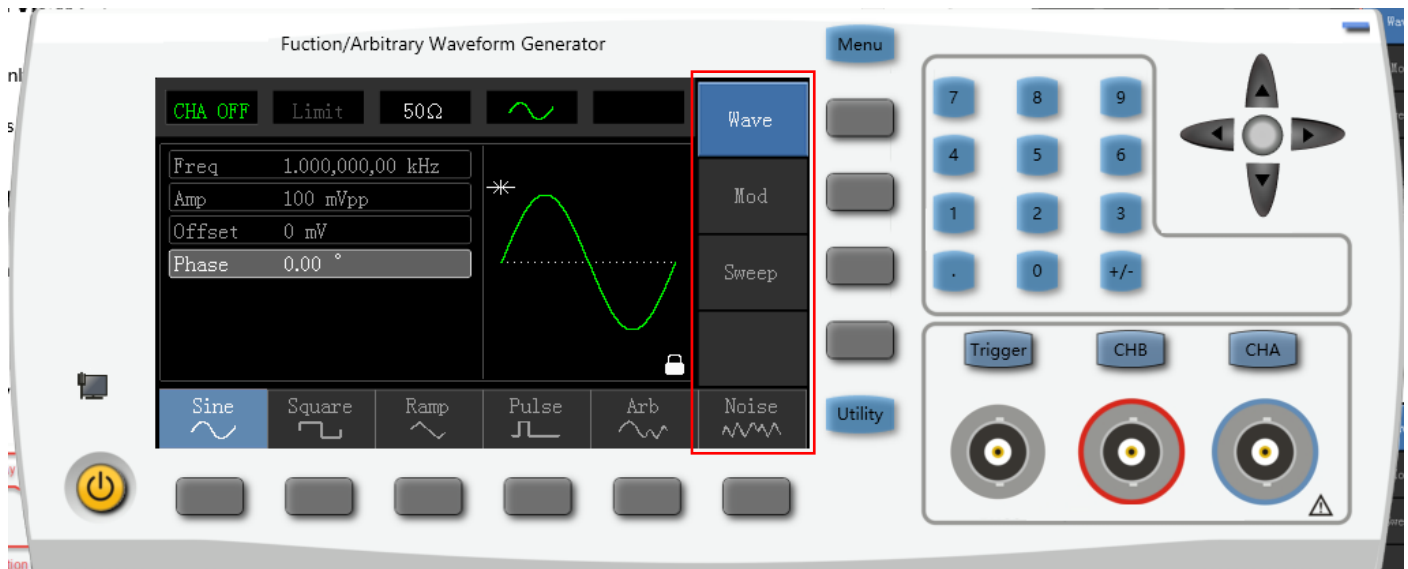 Fuction/Arbitrary Waveform Generator
Menu
CHA OFF Limit 50Ω Wave
Freq 1.000,000,00 kHz
Amp 100 mVpp
Offset 0 mV
Phase 0.00 °
Mod
Sweep
Sine Square Ramp Pulse Arb Noise
Utility
7 8 9
4 5 6
1 2 3
. 0 +/-
Trigger CHB CHA